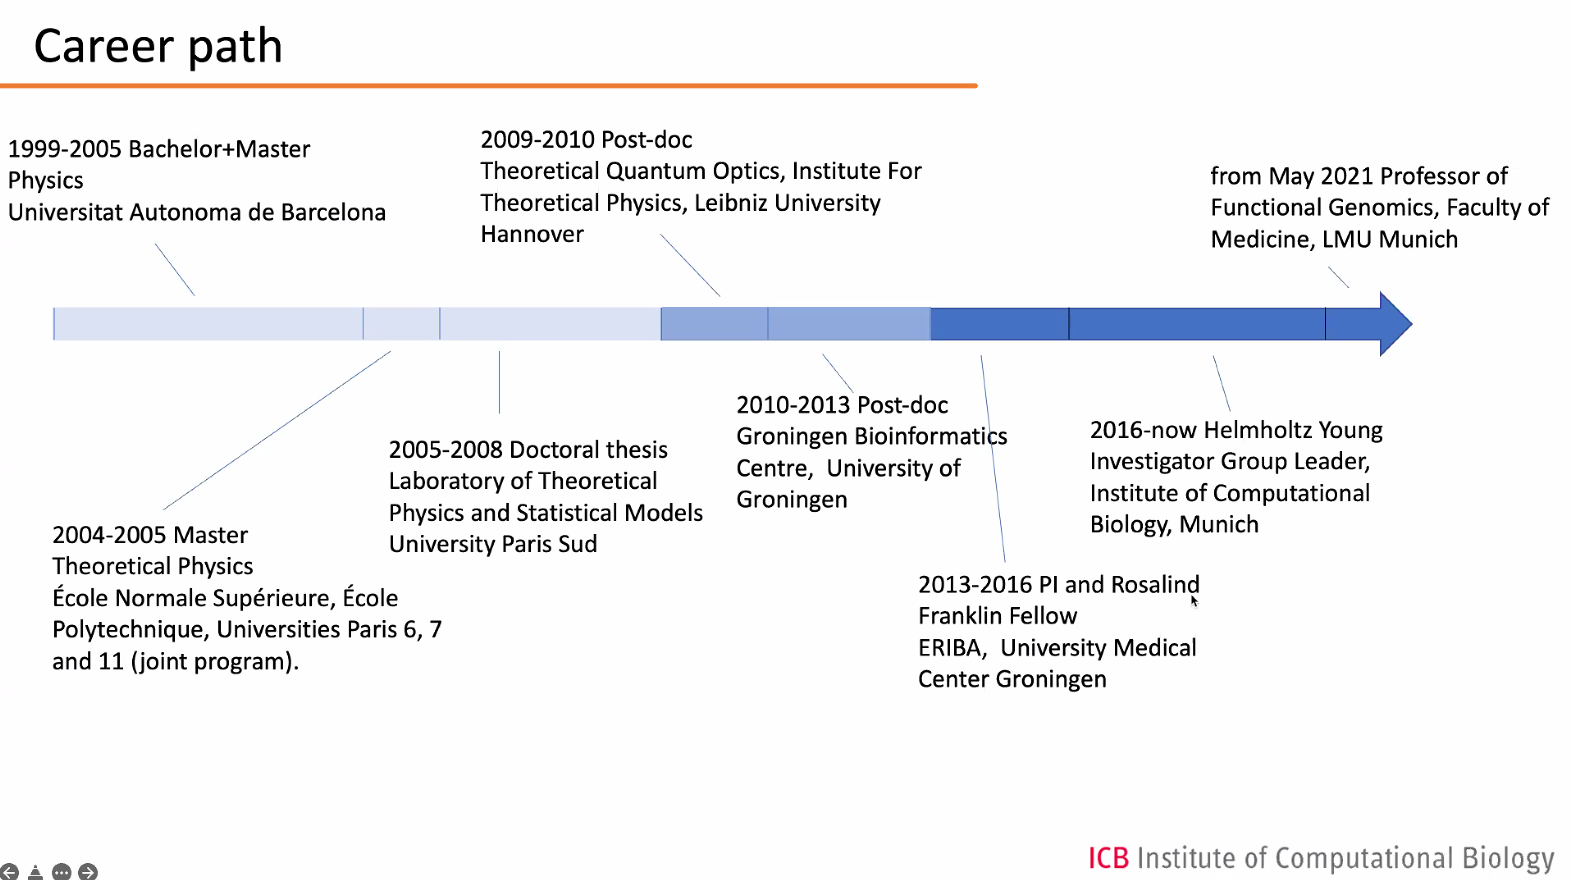 Career path
1999-2005 Bachelor+Master
Physics
Universitat Autonoma de Barcelona
2009-2010 Post-doc
Theoretical Quantum Optics, Institute For
Theoretical Physics, Leibniz University
Hannover
from May 2021 Professor of
Functional Genomics, Faculty of
Medicine, LMU Munich
2004-2005 Master
Theoretical Physics
École Normale Supérieure, École
Polytechnique, Universities Paris 6, 7
and 11 (joint program).
2005-2008 Doctoral thesis
Laboratory of Theoretical
Physics and Statistical Models
University Paris Sud
2010-2013 Post-doc
Groningen Bioinformatics
Centre,  University of
Groningen
2013-2016 PI and Rosalind
Franklin Fellow
ERIBA,  University Medical
Center Groningen
2016-now Helmholtz Young
Investigator Group Leader,
Institute of Computational
Biology, Munich
ICB Institute of Computational Biology